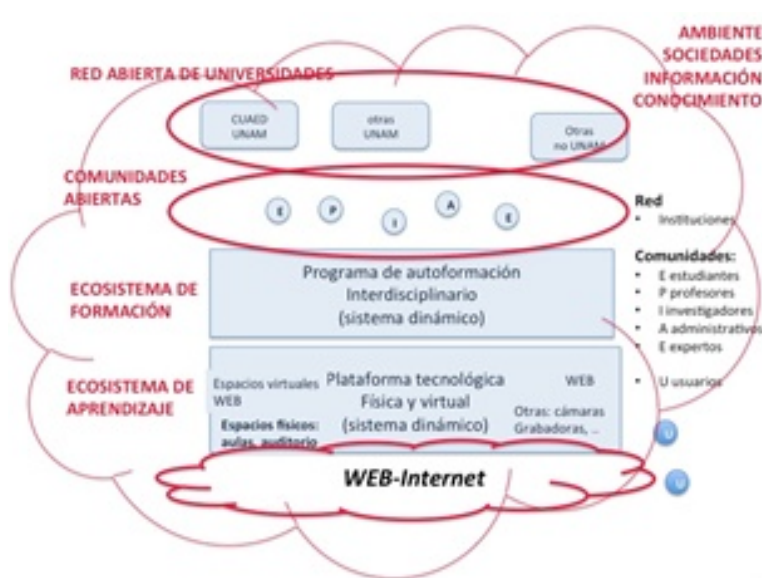 AMBIENTE
SOCIEDADES
INFORMACIÓN
CONOCIMIENTO
RED ABIERTA DE UNIVERSIDADES
CUAED
UNAM
otras
UNAM
Otras
no UNAM
COMUNIDADES
ABIERTAS
E P I A E
Red
• Instituciones
Comunidades:
• E estudiantes
• P profesores
• I investigadores
• A administrativos
• E expertos
• U usuarios
ECOSISTEMA DE
FORMACIÓN
Programa de autoformación
Interdisciplinario
(sistema dinámico)
ECOSISTEMA DE
APRENDIZAJE
Espacios virtuales
WEB
Espacios físicos:
aulas, auditorio
Plataforma tecnológica
Física y virtual
(sistema dinámico)
WEB
Otras: cámaras
Grabadoras, ..
U
WEB-Internet
U